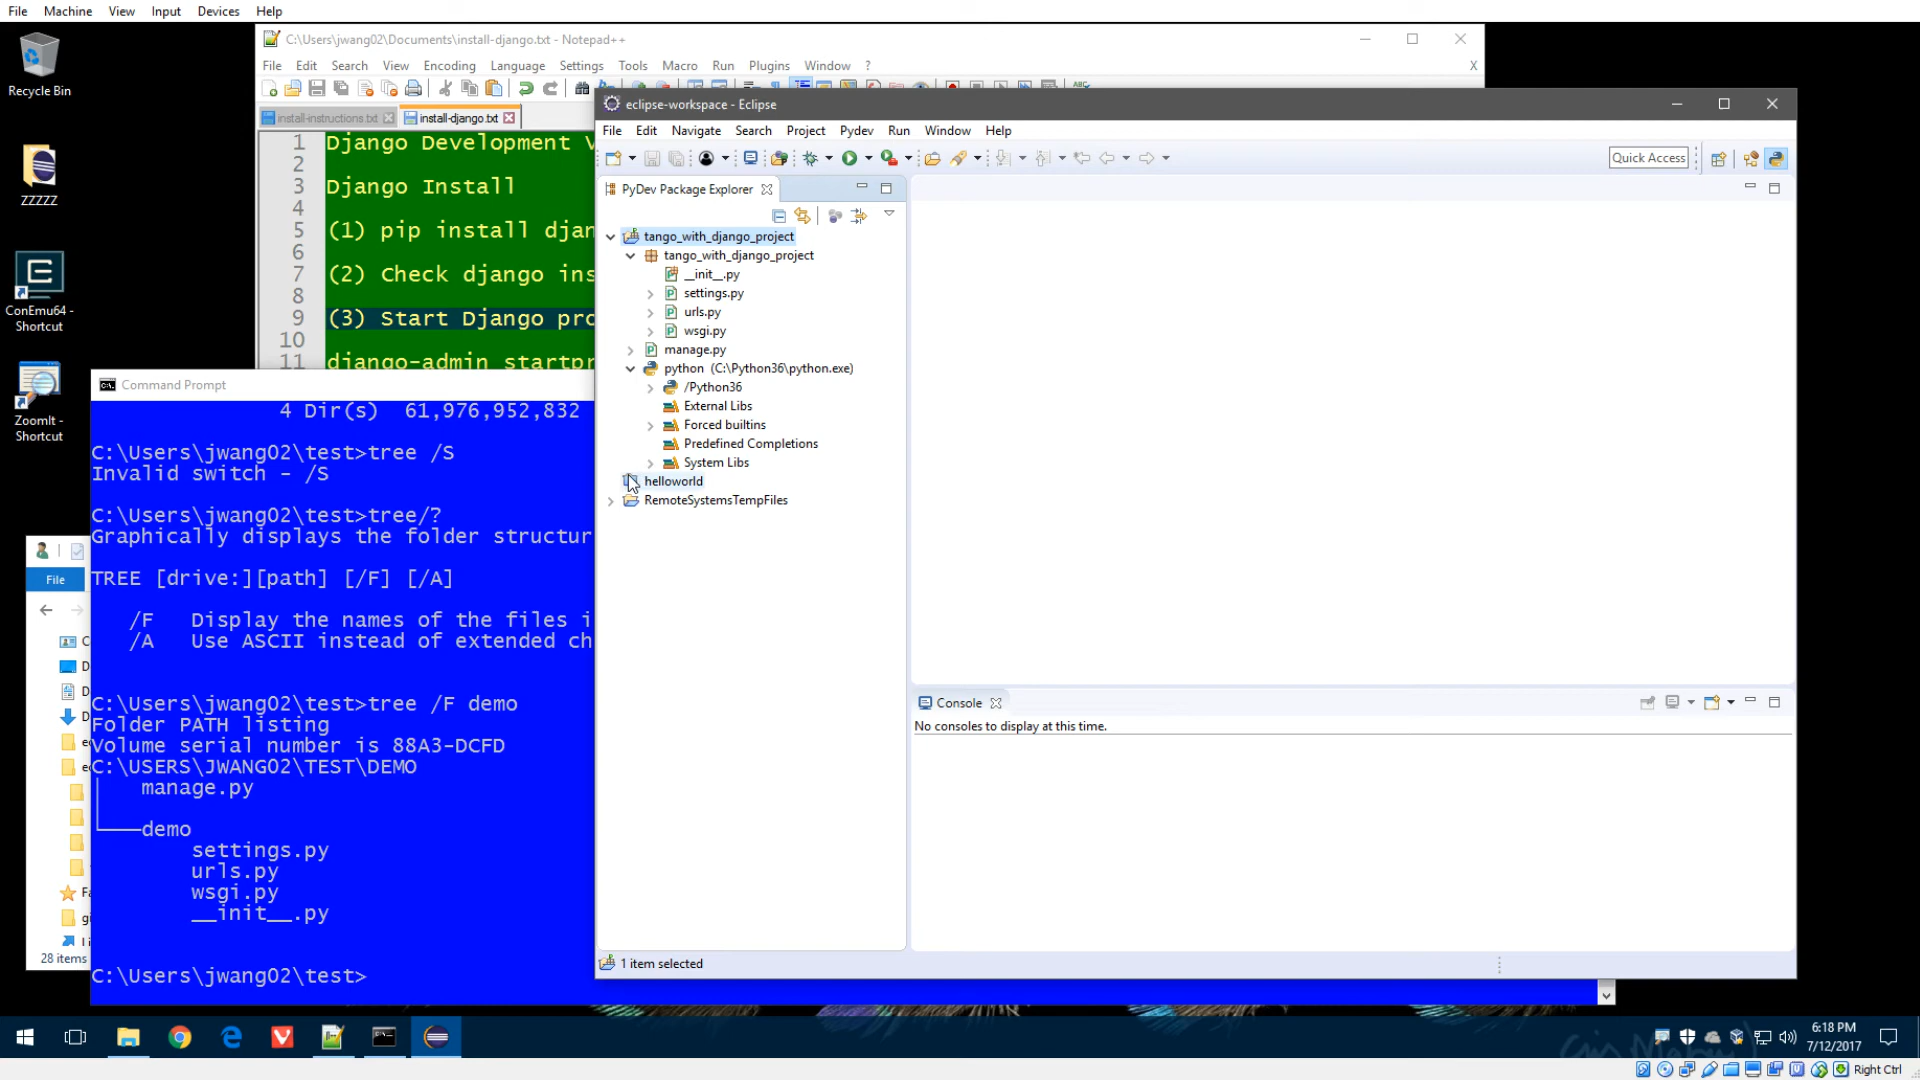 File Machine View Input Devices Help
Recycle Bin
ZZZZZ
ConEmu64 -
Shortcut
ZoomIt -
Shortcut
C:\Users\jwang02\Documents\install-django.txt - Notepad++
File Edit Search View Encoding Language Settings Tools Macro Run Plugins Window ? X
install-instructions.txt install-django.txt
1 Django Development V
2
3 Django Install
4
5 (1) pip install djan
6
7 (2) Check django ins
8
9 (3) Start Django pro
10
11 django-admin startpr
Command Prompt
4 Dir(s) 61,976,952,832
C:\Users\jwang02\test>tree /S
Invalid switch - /S
C:\Users\jwang02\test>tree/?
Graphically displays the folder structur
TREE [drive:][path] [/F] [/A]
/F Display the names of the files i
/A Use ASCII instead of extended ch
C:\Users\jwang02\test>tree /F demo
Folder PATH listing
Volume serial number is 88A3-DCFD
C:\USERS\JWANG02\TEST\DEMO
manage.py
demo
settings.py
urls.py
wsgi.py
__init__.py
C:\Users\jwang02\test>
File
28 items
eclipse-workspace - Eclipse
File Edit Navigate Search Project Pydev Run Window Help
Quick Access
PyDev Package Explorer
tango_with_django_project
tango_with_django_project
__init__.py
settings.py
urls.py
wsgi.py
manage.py
python (C:\Python36\python.exe)
/Python36
External Libs
Forced builtins
Predefined Completions
System Libs
helloworld
RemoteSystemsTempFiles
Console
No consoles to display at this time.
1 item selected
6:18 PM
7/12/2017
Right Ctrl